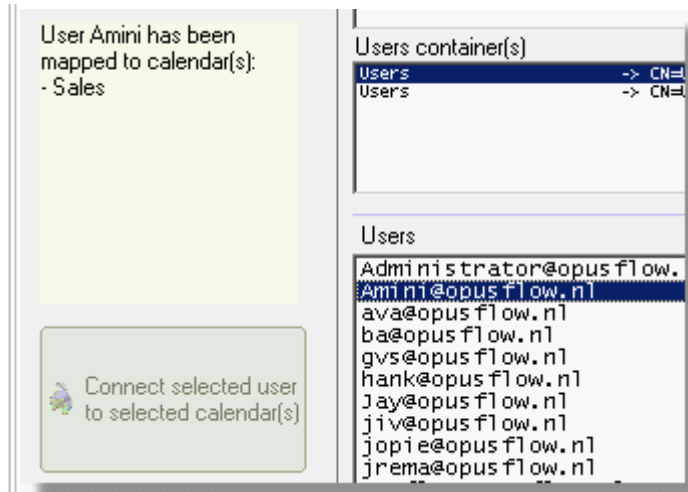 User Amini has been
mapped to calendar(s):
- Sales
Connect selected user
to selected calendar(s)
Users container(s)
Users -> CN=U
Users -> CN=U
Users
Administrator@opusflow.
Amini@opusflow.nl
ava@opusflow.nl
ba@opusflow.nl
gvs@opusflow.nl
hank@opusflow.nl
Jay@opusflow.nl
jiv@opusflow.nl
jopie@opusflow.nl
jrema@opusflow.nl